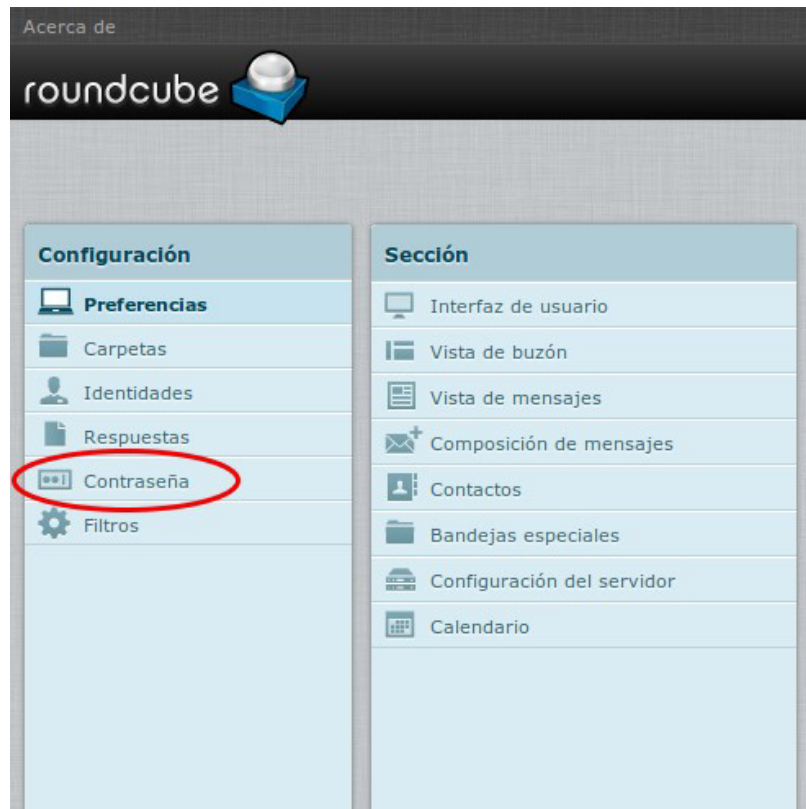 Acerca de
roundcube
Configuración
Preferencias
Carpetas
Identidades
Respuestas
Contraseña
Filtros
Sección
Interfaz de usuario
Vista de buzón
Vista de mensajes
Composición de mensajes
Contactos
Bandejas especiales
Configuración del servidor
Calendario